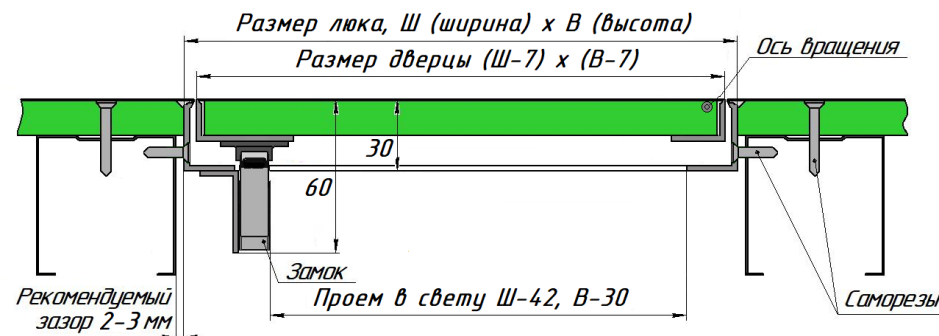 Размер люка, Ш (ширина) х В (высота)
Размер дверцы (Ш-7) х (В-7)
Ось вращения
30
60
Замок
Рекомендуемый
зазор 2-3 мм
Проем в свету Ш-42, В-30
Саморезы